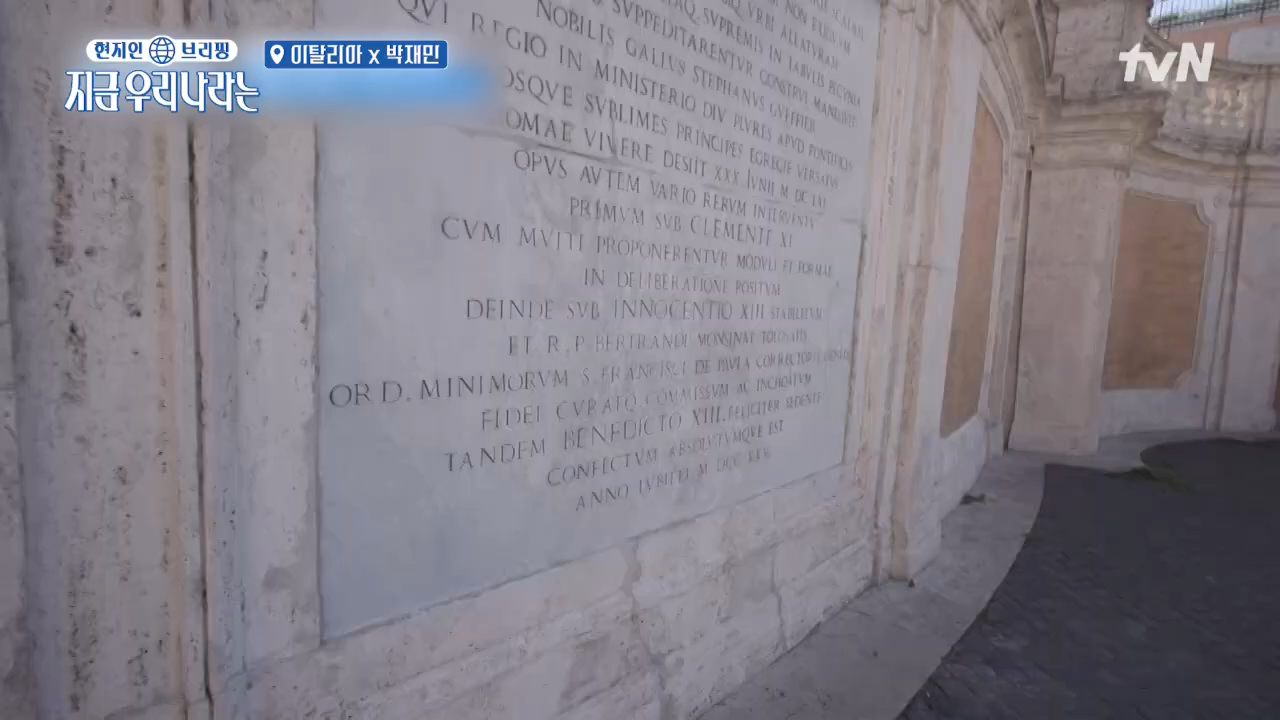 현지인 브리핑
지금 우리나라는
이탈리아 x 박재민
tvN
QVI REGIO IN MINISTERIO DIV PLVRES APVD PONTIFICES
SVPPEDITARENTVR CONSTRVI MANDAVIT
NOBILIS GALLVS STEPHANVS GVEFFIER
OSQVE SVBLIMES PRINCIPES EGREGIE VERSATVS
OMAE VIVERE DESIIT XXX IVNII M DC LXI
OPVS AVTEM VARIO RERVM INTERVENTV
PRIMVM SVB CLEMENTE XI
CVM MVLTI PROPONERENTVR MODVLI ET FORMAE
IN DELIBERATIONE POSITVM
DEINDE SVB INNOCENTIO XIII STABILITVM
ET R. P. BERTRANDI MONSINAT TOLOSATIS
ORD. MINIMORVM S. FRANCISCI DE PAVLA CORRECTORIS
FIDEI CVRATQ COMMISSVM AC INCHOATVM
TANDEM BENEDICTO XIII FELICITER SEDENTE
CONFECTVM ABSOLVTVMQVE EST
ANNO IVBILEI M DCC XXV